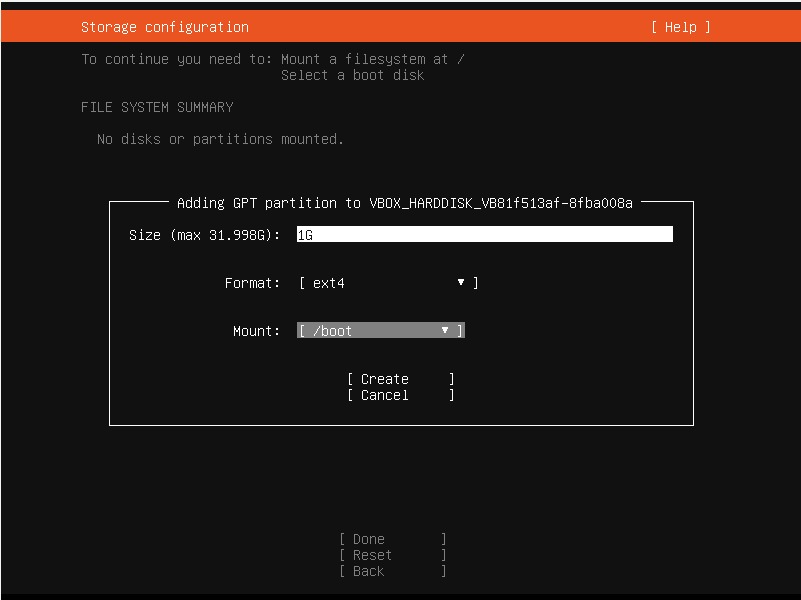 Storage configuration [ Help ]
To continue you need to: Mount a filesystem at /
Select a boot disk
FILE SYSTEM SUMMARY
No disks or partitions mounted.
Adding GPT partition to VBOX_HARDDISK_VB81f513af-8fba008a
Size (max 31.998G): 1G
Format: [ ext4 ▼ ]
Mount: [ /boot ▼ ]
[ Create ]
[ Cancel ]
[ Done ]
[ Reset ]
[ Back ]